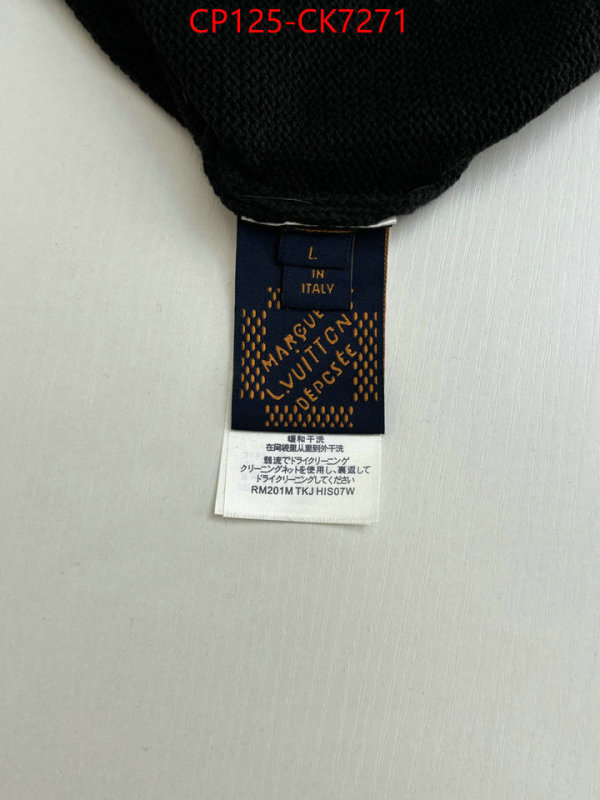 CP125-CK7271
L
IN
ITALY
MARQUE
L.VUITTON
DÉPOSÉE
缓和干洗
在网袋里从里到外干洗
弱流でドライクリーニング
クリーニングネットを使用し、裏返して
ドライクリーニングしてください
RM201M TKJ HIS07W